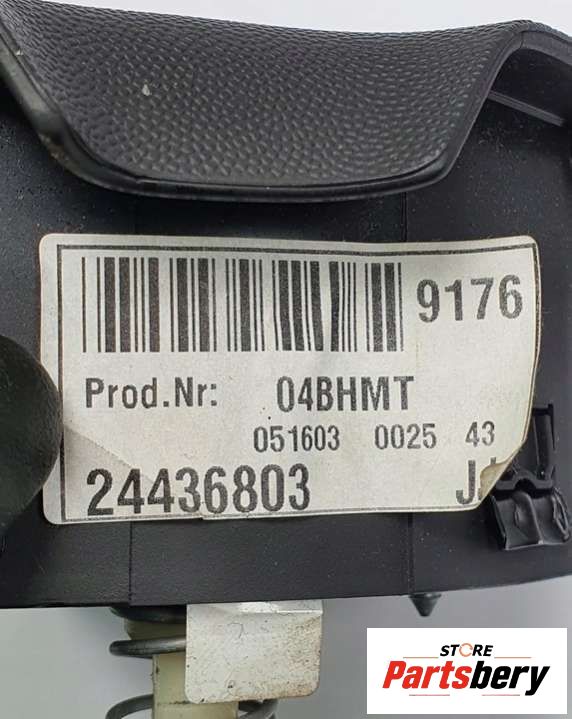 9176
Prod.Nr: 04BHMT
051603 0025 43
24436803
STORE
Partsbery